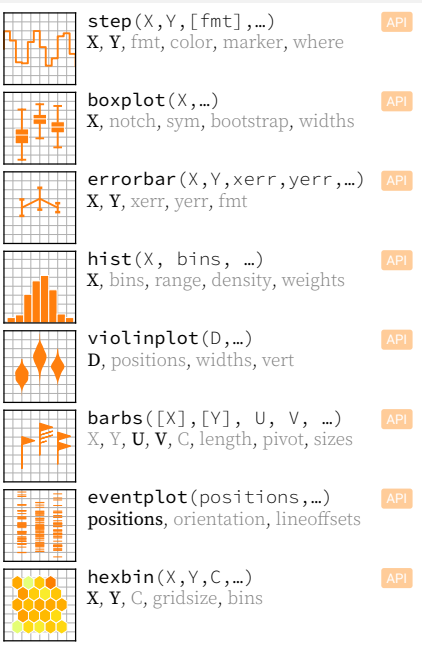 step(X,Y,[fmt],…) API
X, Y, fmt, color, marker, where
boxplot(X,…) API
X, notch, sym, bootstrap, widths
errorbar(X,Y,xerr,yerr,…) API
X, Y, xerr, yerr, fmt
hist(X, bins, …) API
X, bins, range, density, weights
violinplot(D,…) API
D, positions, widths, vert
barbs([X],[Y], U, V, …) API
X, Y, U, V, C, length, pivot, sizes
eventplot(positions,…) API
positions, orientation, lineoffsets
hexbin(X,Y,C,…) API
X, Y, C, gridsize, bins